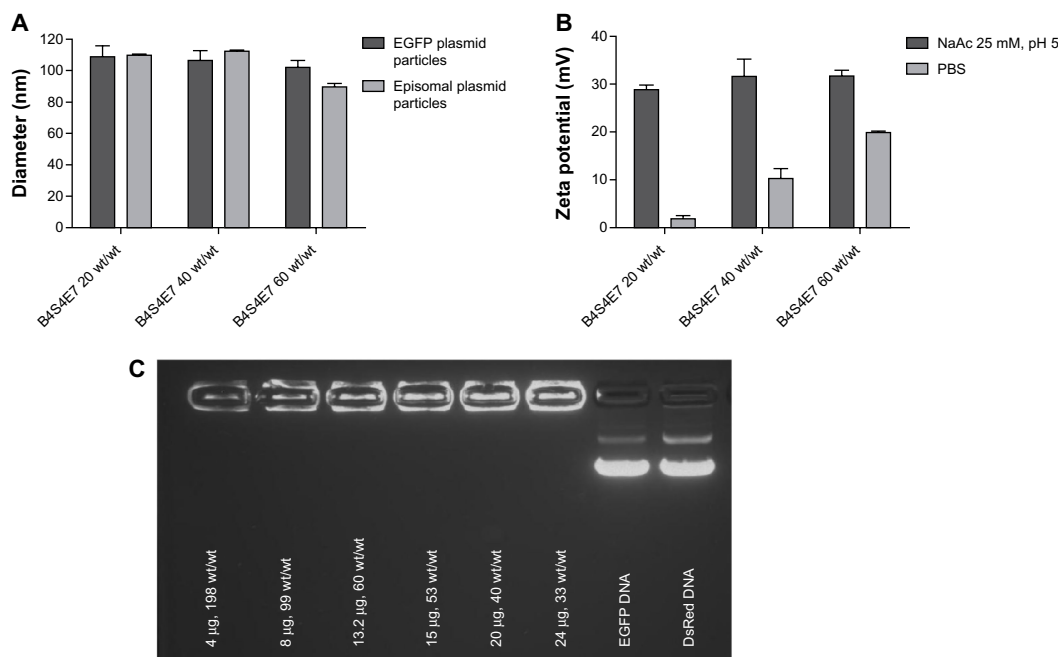 A
Diameter (nm)
120
100
80
60
40
20
0
EGFP plasmid
particles
Episomal plasmid
particles
B4S4E7 20 wt/wt
B4S4E7 40 wt/wt
B4S4E7 60 wt/wt
B
Zeta potential (mV)
40
30
20
10
0
NaAc 25 mM, pH 5
PBS
B4S4E7 20 wt/wt
B4S4E7 40 wt/wt
B4S4E7 60 wt/wt
C
4 µg, 198 wt/wt
8 µg, 99 wt/wt
13.2 µg, 60 wt/wt
15 µg, 53 wt/wt
20 µg, 40 wt/wt
24 µg, 33 wt/wt
EGFP DNA
DsRed DNA